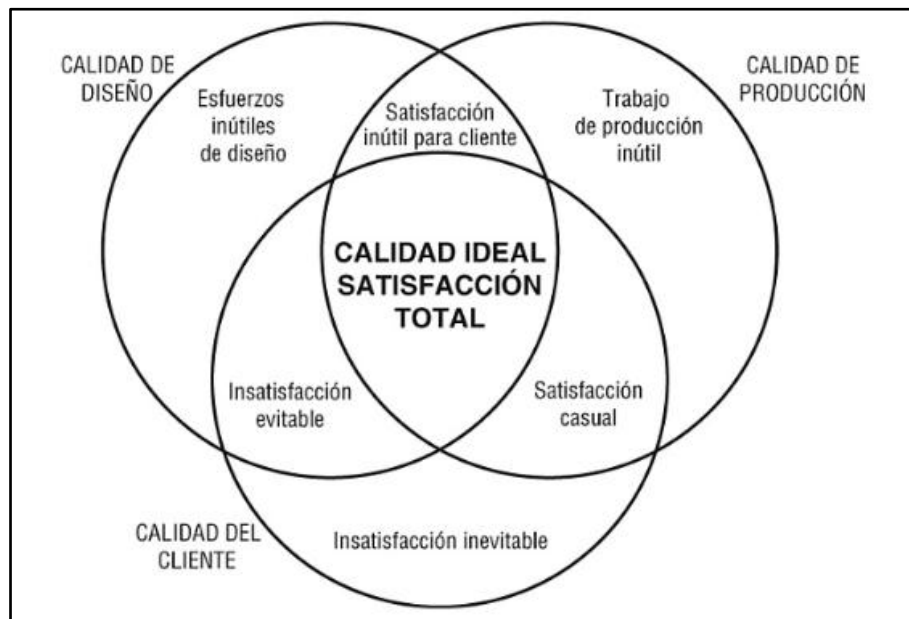 CALIDAD DE
DISEÑO
CALIDAD DE
PRODUCCIÓN
Esfuerzos
inútiles
de diseño
Satisfacción
inútil para cliente
Trabajo
de producción
inútil
CALIDAD IDEAL
SATISFACCIÓN
TOTAL
Insatisfacción
evitable
Satisfacción
casual
CALIDAD DEL
CLIENTE
Insatisfacción inevitable